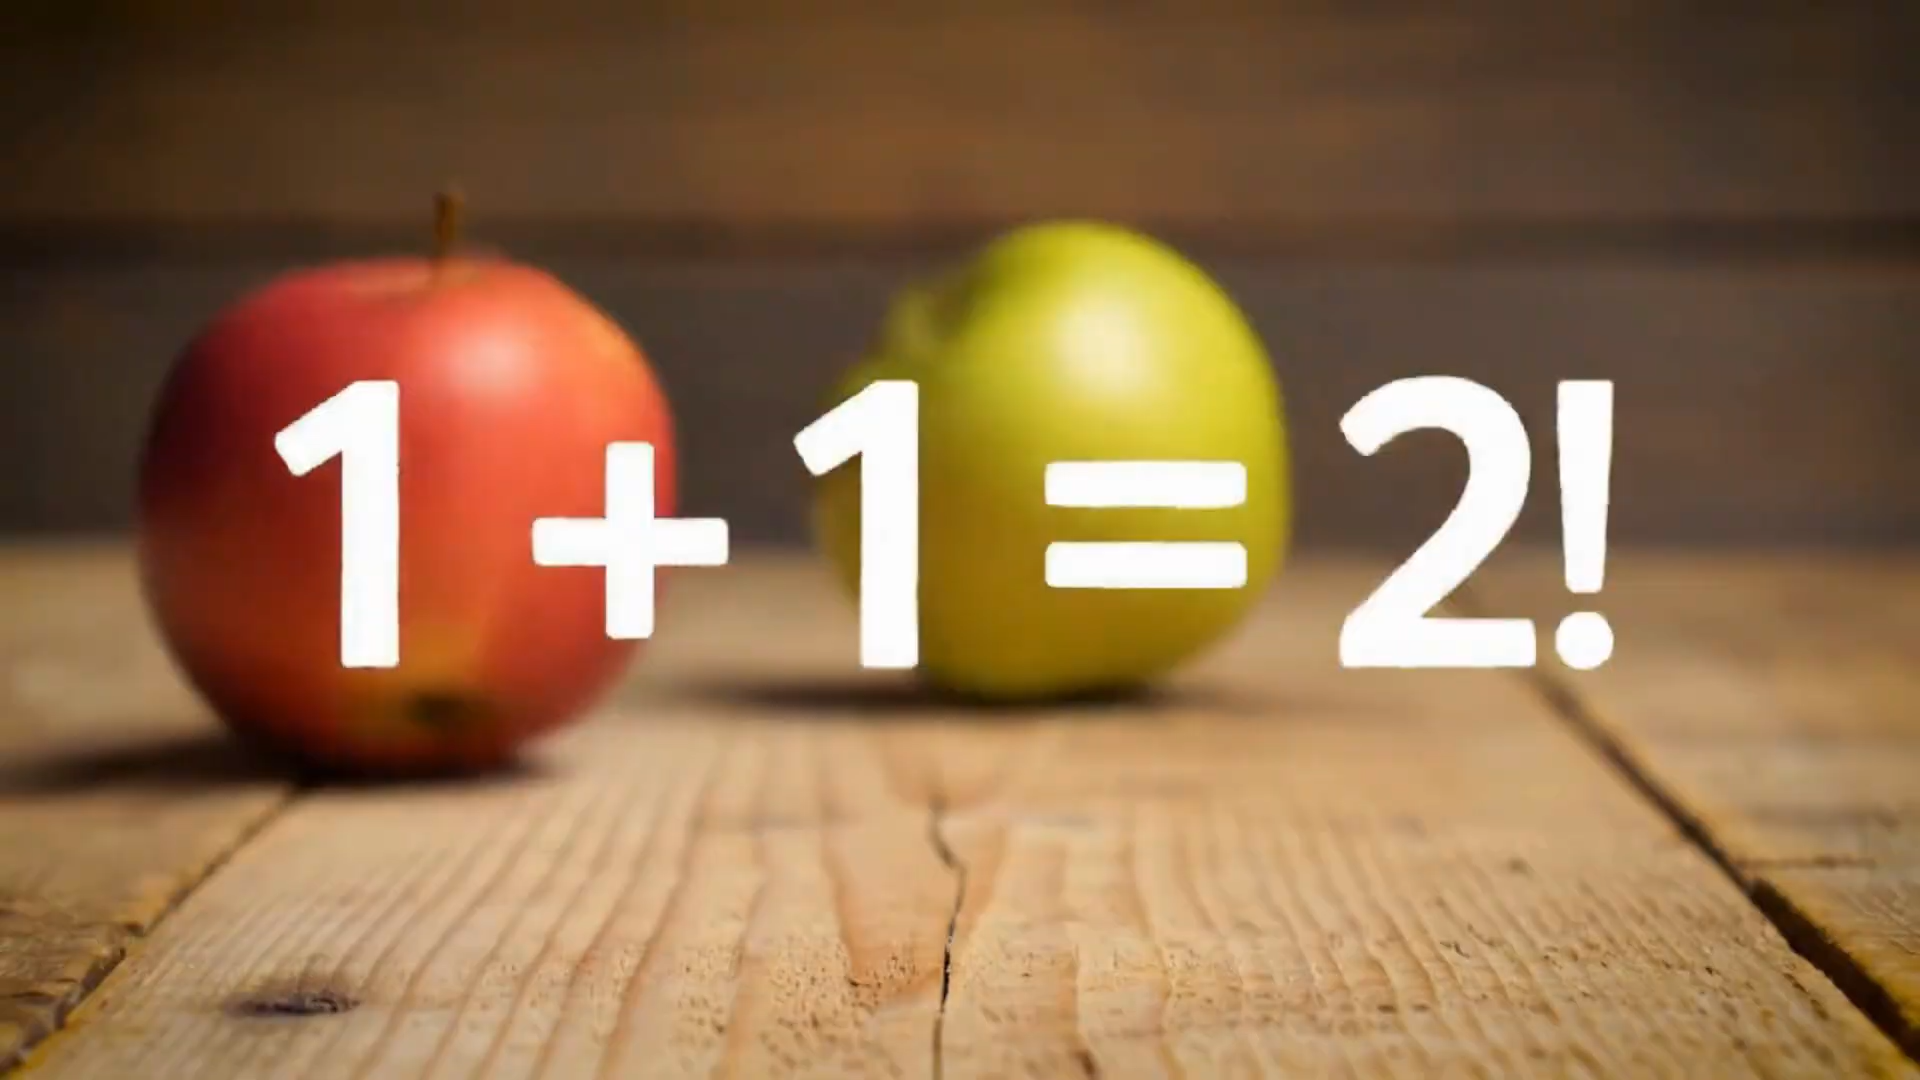 1 + 1 = 2!